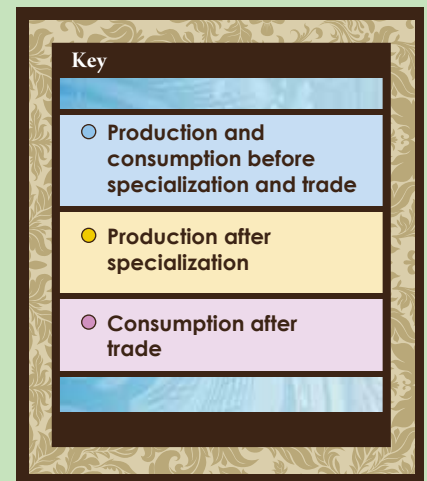 Key
Production and
consumption before
specialization and trade
Production after
specialization
Consumption after
trade